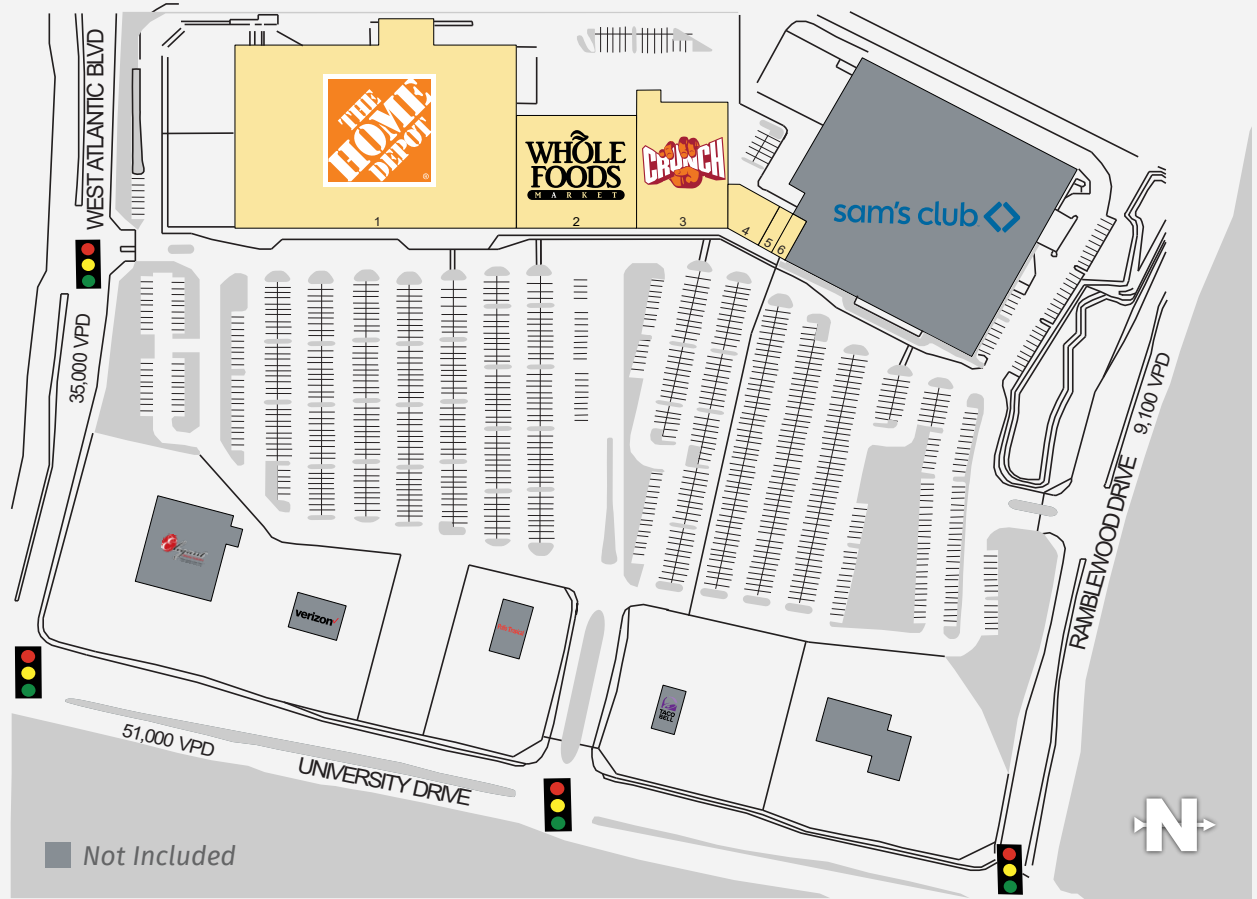 WEST ATLANTIC BLVD
35,000 VPD
THE
HOME
DEPOT
®
1
WHOLE
FOODS
MARKET
2
CRUNCH
3
4
5
6
sam's club
9,100 VPD
RAMBLEWOOD DRIVE
verizon
TACO
BELL
51,000 VPD
UNIVERSITY DRIVE
Not Included
N